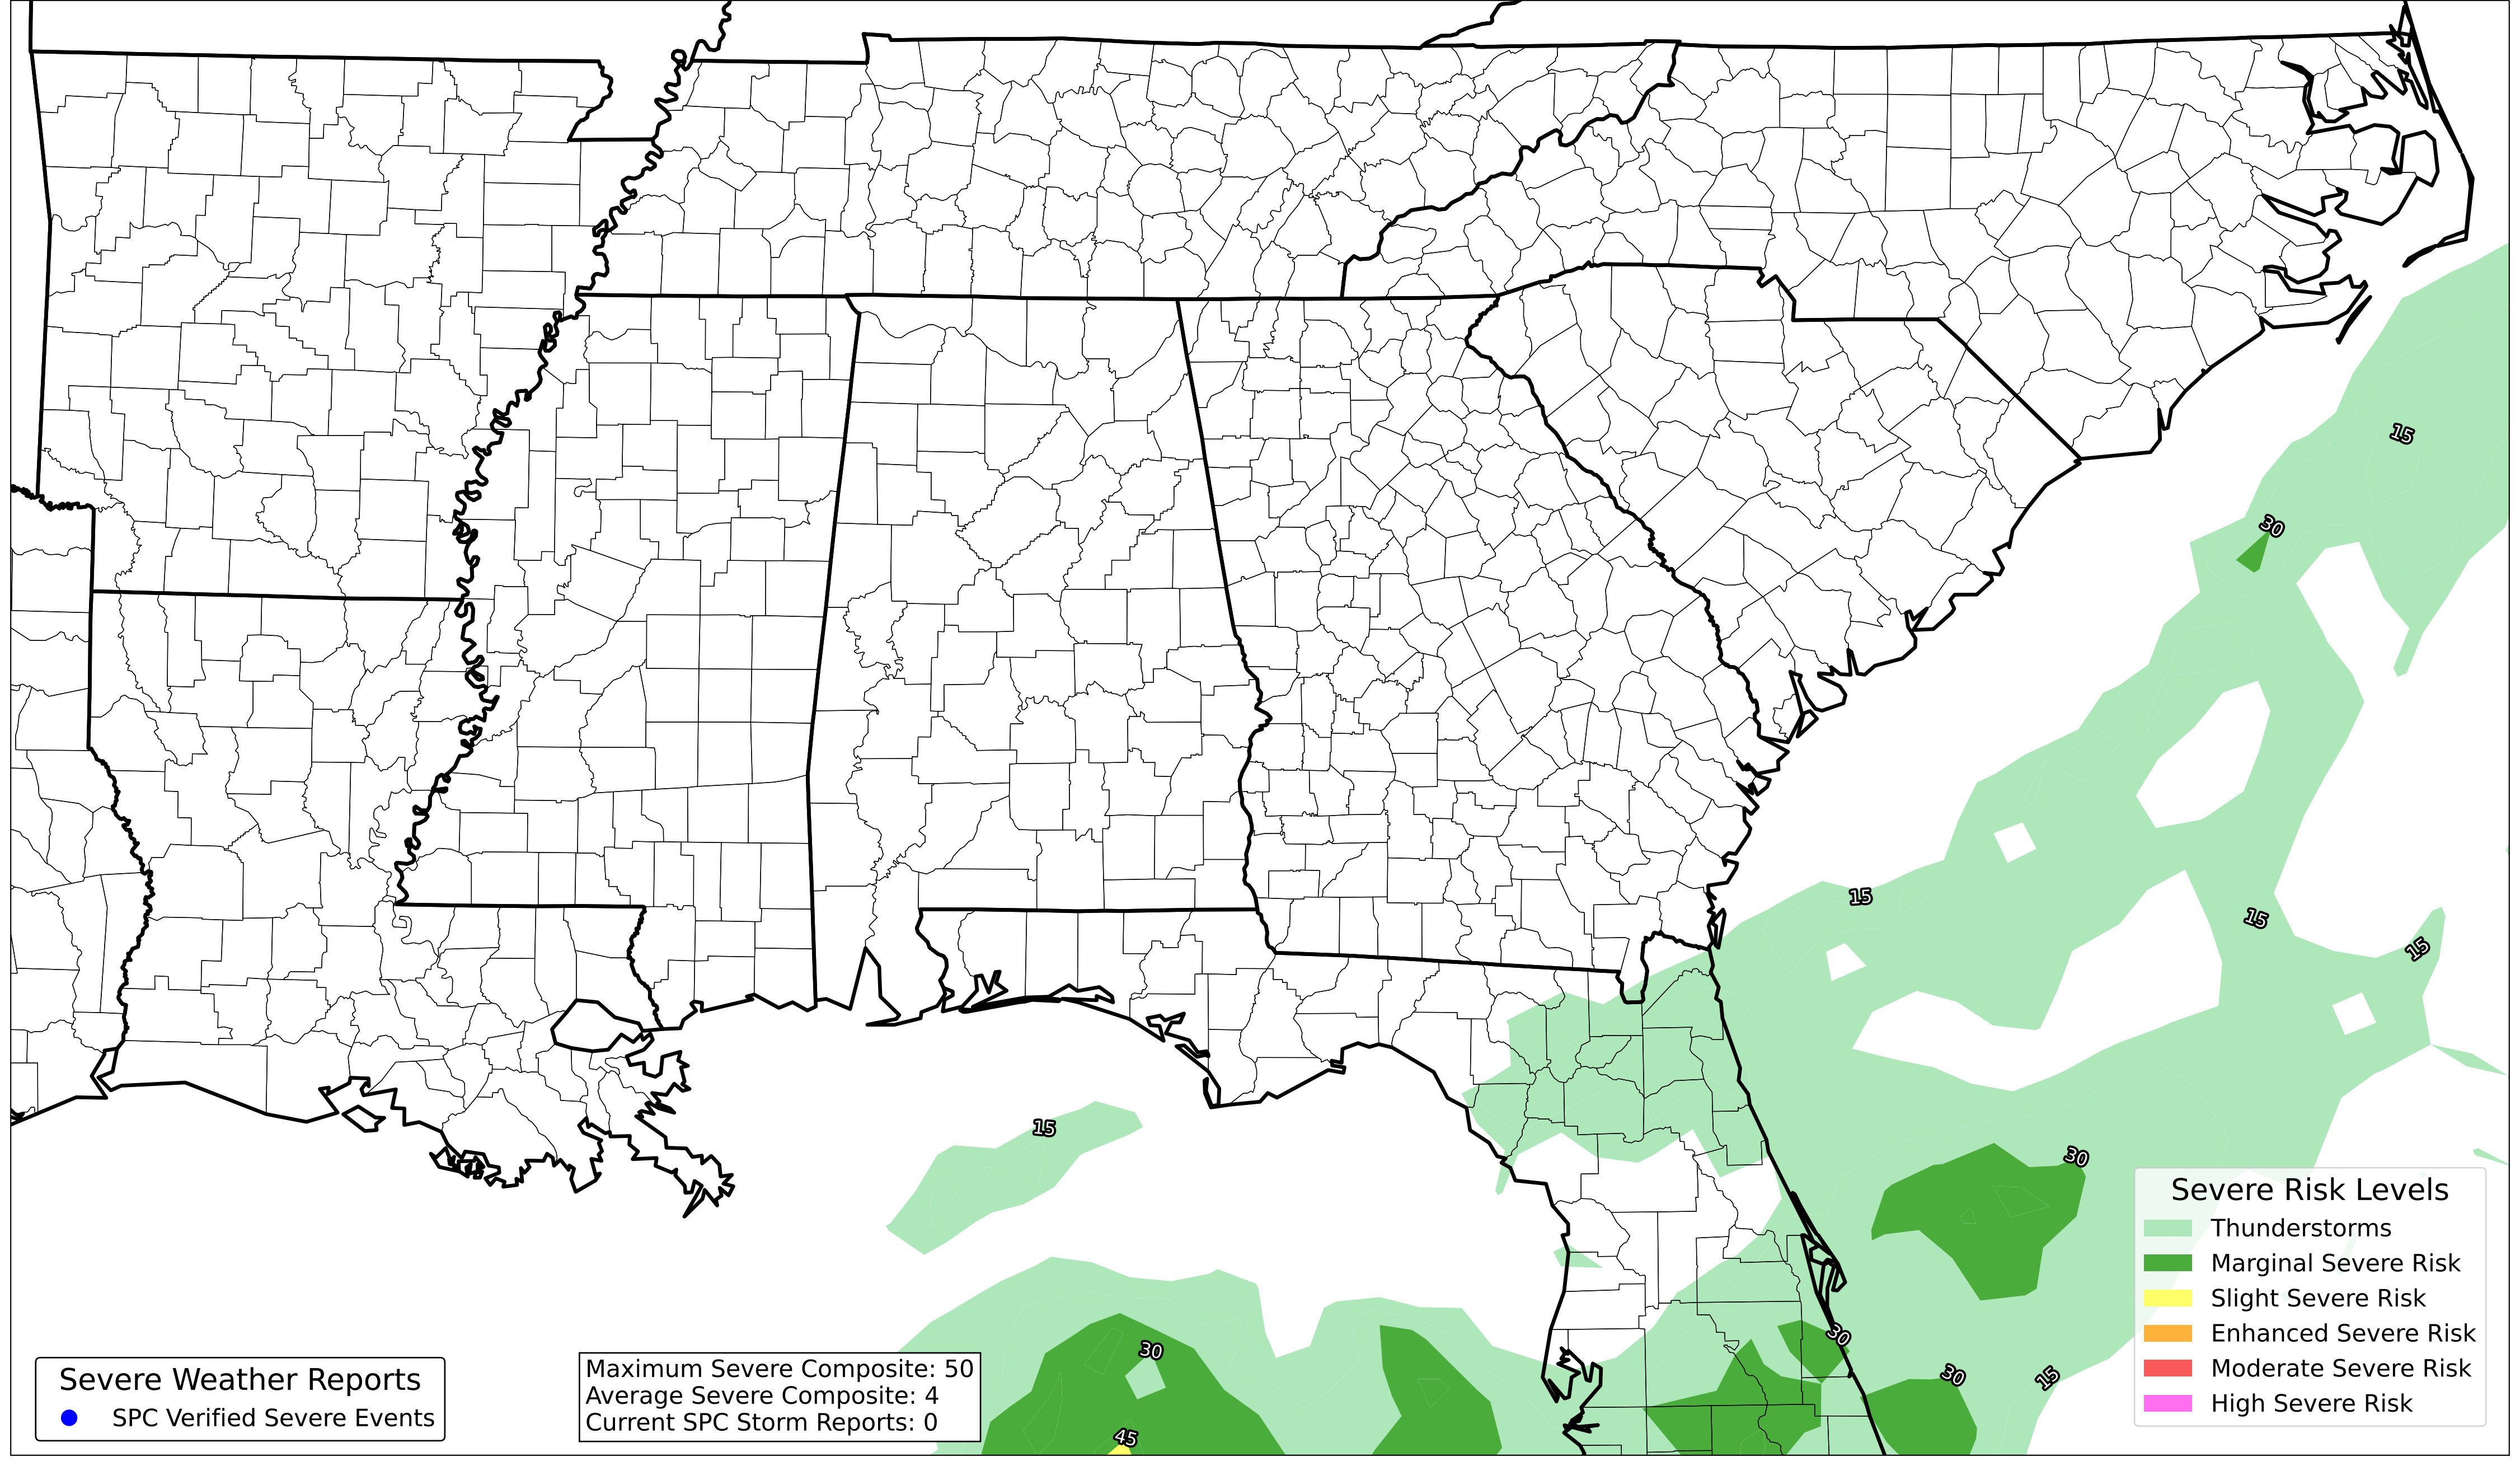 15
30
15
15
15
15
30
30
30
30
15
45
Severe Risk Levels
Thunderstorms
Marginal Severe Risk
Slight Severe Risk
Enhanced Severe Risk
Moderate Severe Risk
High Severe Risk
Severe Weather Reports
SPC Verified Severe Events
Maximum Severe Composite: 50
Average Severe Composite: 4
Current SPC Storm Reports: 0